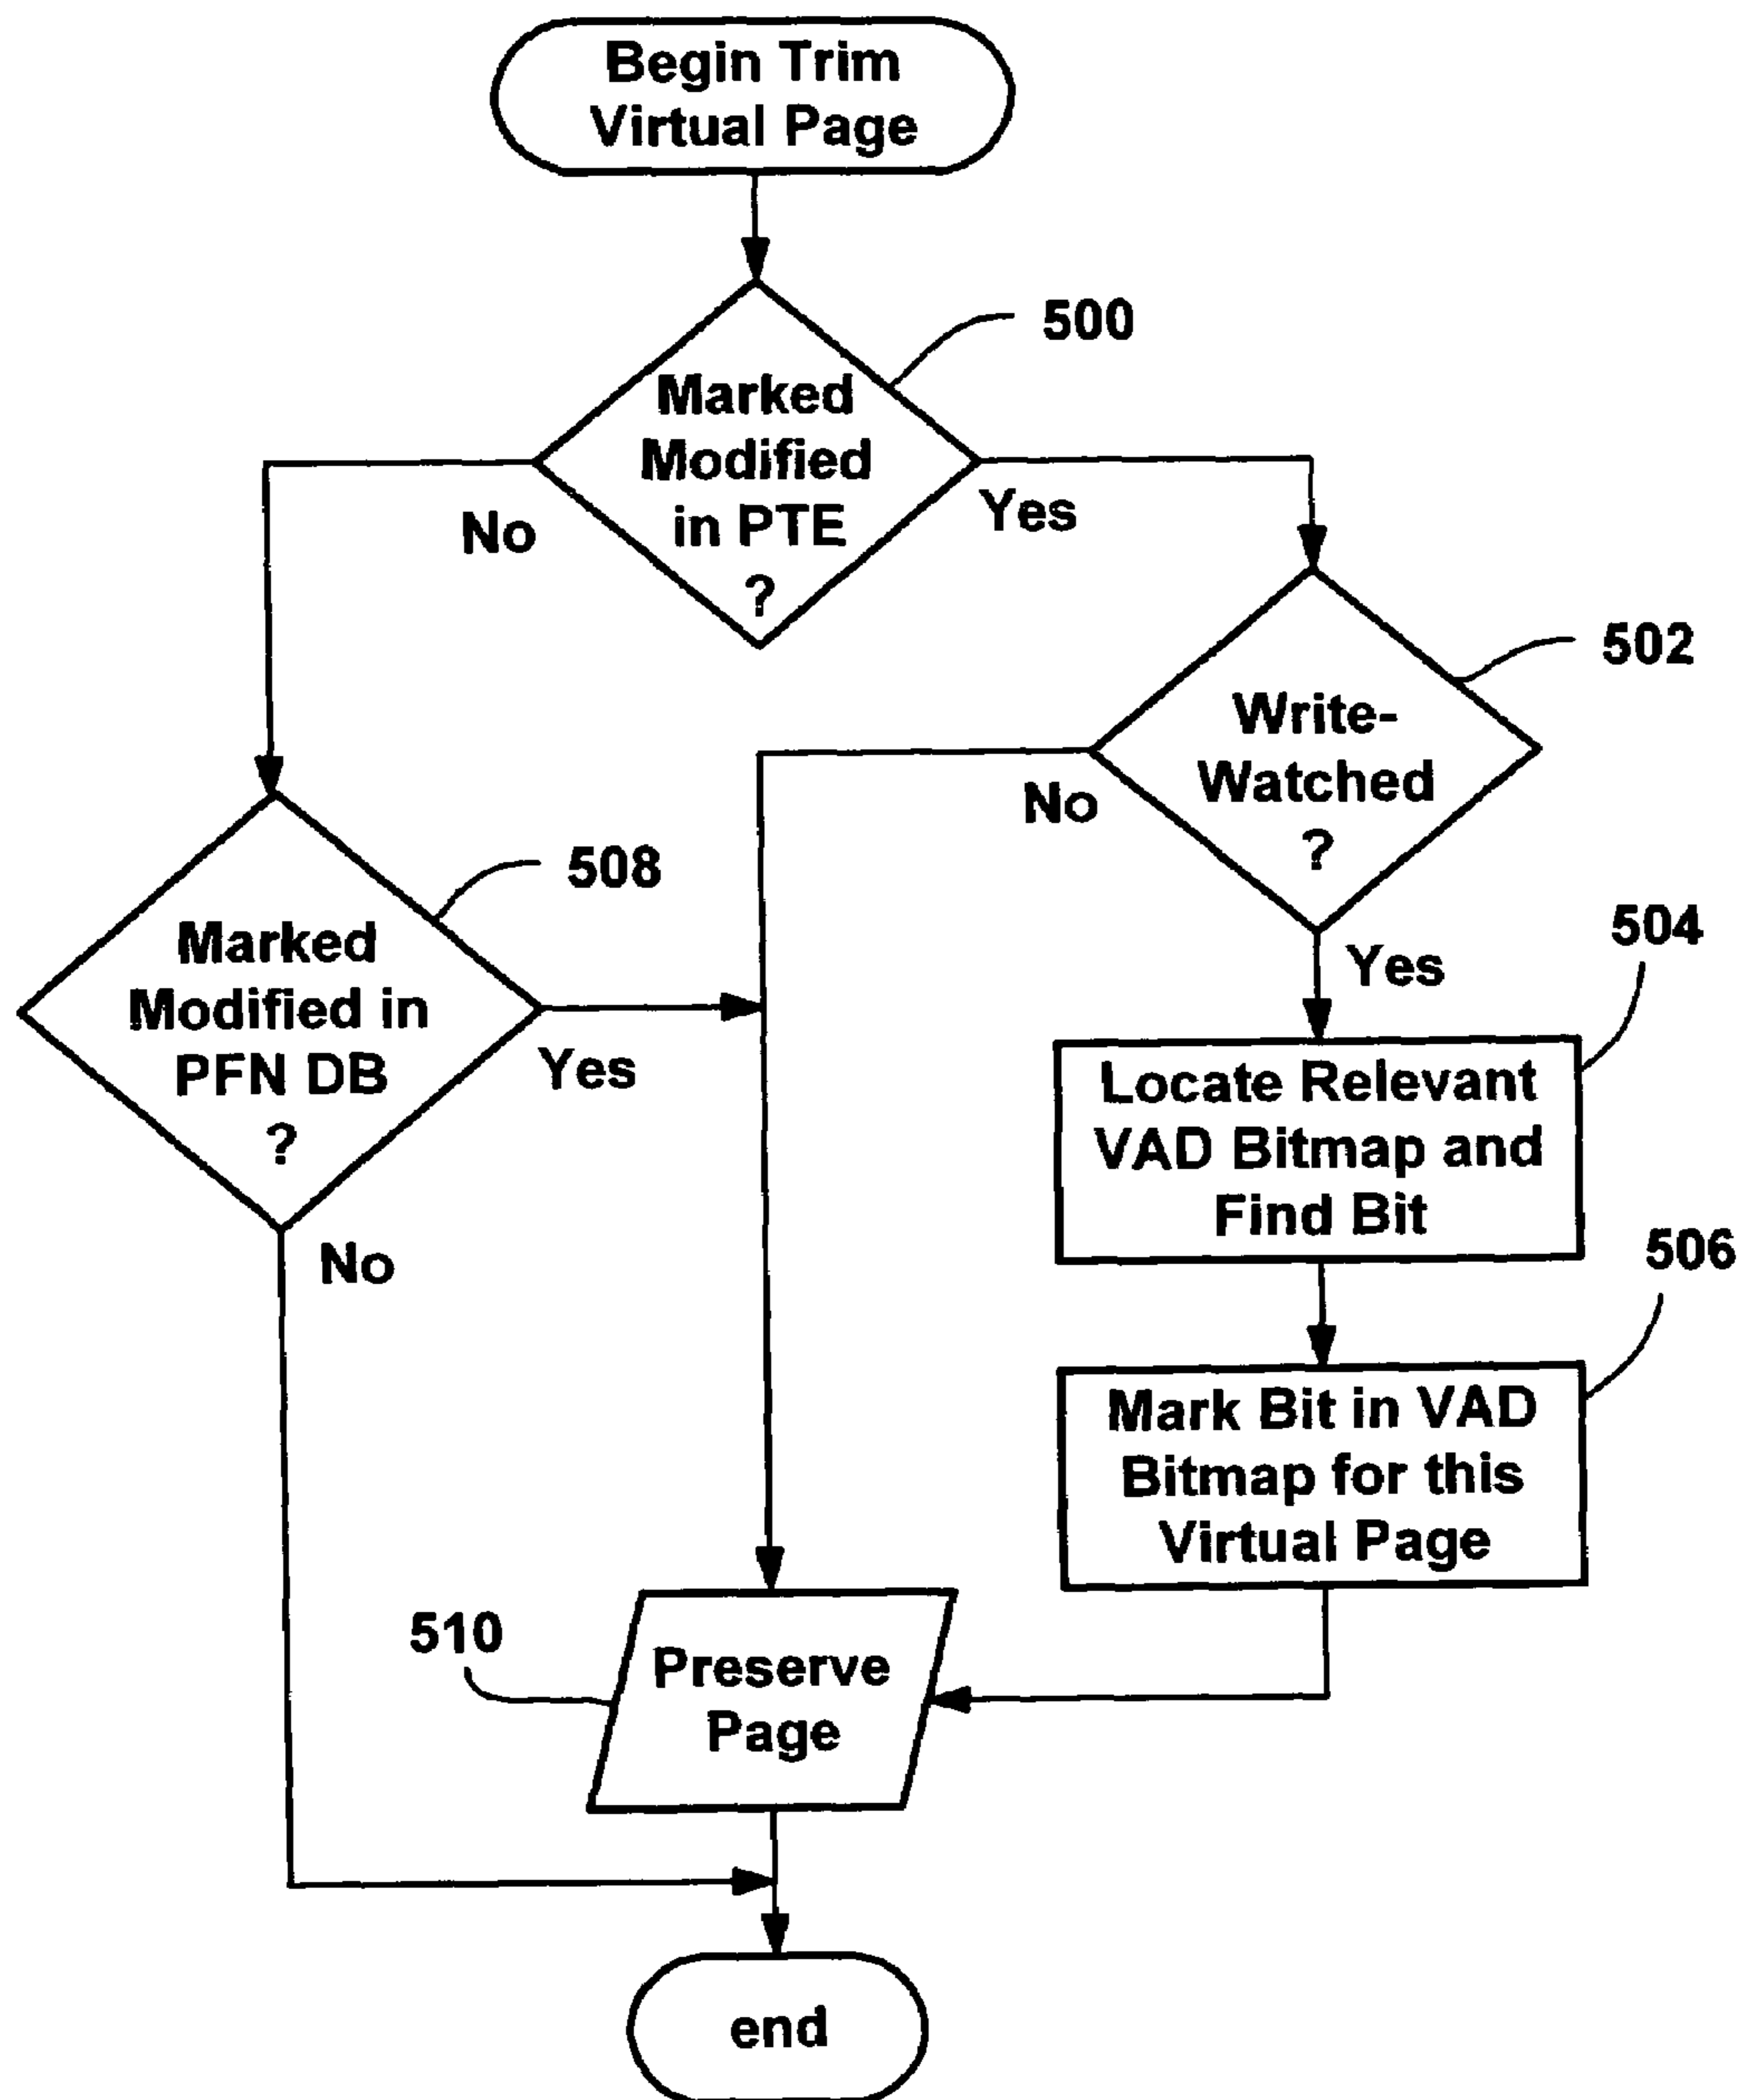 Begin Trim
Virtual Page
500
Marked
Modified
in PTE
?
No
Yes
502
Write-
Watched
?
No
Yes
508
Marked
Modified in
PFN DB
?
Yes
No
504
Locate Relevant
VAD Bitmap and
Find Bit
506
Mark Bit in VAD
Bitmap for this
Virtual Page
510
Preserve
Page
end